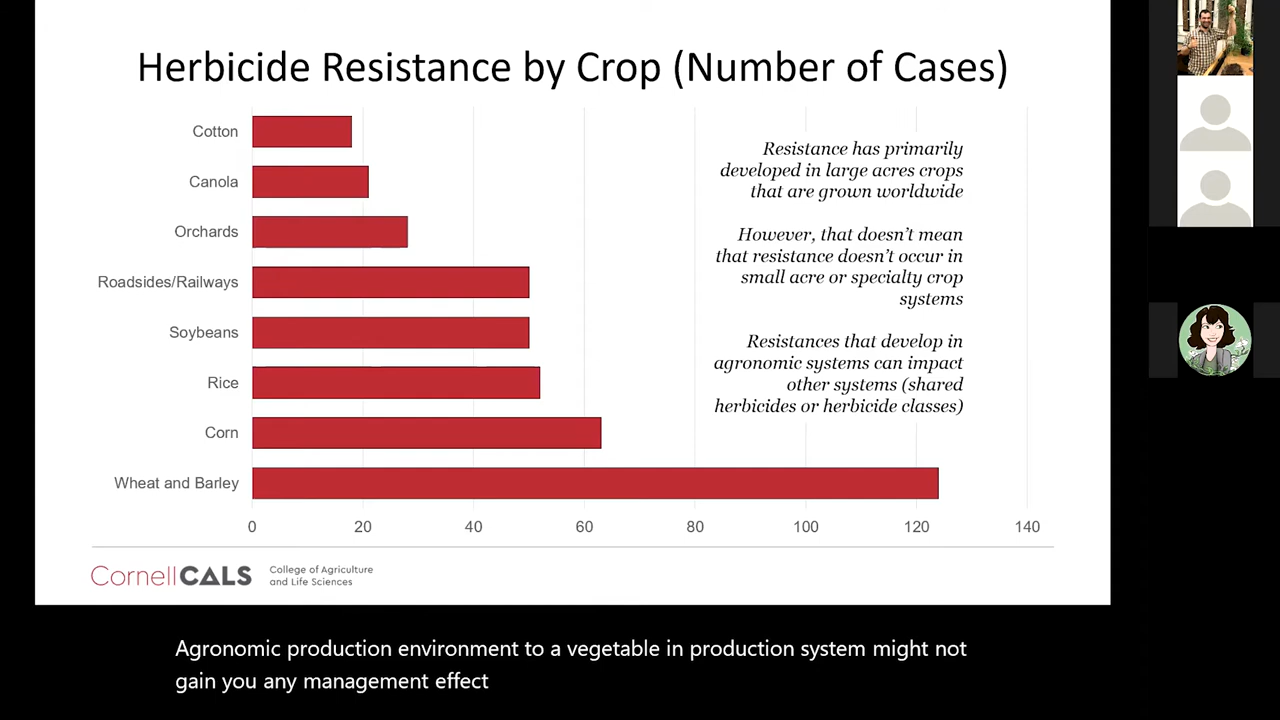 Herbicide Resistance by Crop (Number of Cases)
Cotton
Canola
Orchards
Roadsides/Railways
Soybeans
Rice
Corn
Wheat and Barley
0 20 40 60 80 100 120 140
Resistance has primarily
developed in large acres crops
that are grown worldwide
However, that doesn’t mean
that resistance doesn’t occur in
small acre or specialty crop
systems
Resistances that develop in
agronomic systems can impact
other systems (shared
herbicides or herbicide classes)
CornellCALS
College of Agriculture
and Life Sciences
Agronomic production environment to a vegetable in production system might not
gain you any management effect